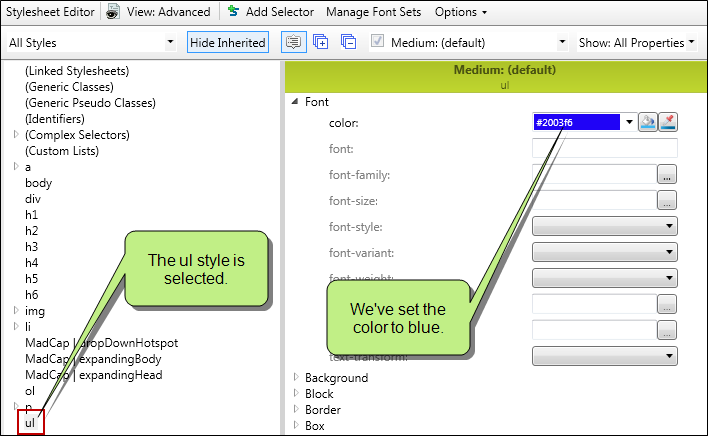 Stylesheet Editor View: Advanced Add Selector Manage Font Sets Options
All Styles Hide Inherited Medium: (default) Show: All Properties
(Linked Stylesheets)
(Generic Classes)
(Generic Pseudo Classes)
(Identifiers)
(Complex Selectors)
(Custom Lists)
a
body
div
h1
h2
h3
h4
h5
h6
img
li
MadCap | dropDownHotspot
MadCap | expandingBody
MadCap | expandingHead
ol
p
ul
The ul style is
selected.
Medium: (default)
ul
Font
color: #2003f6
font:
font-family: ...
font-size: ...
font-style:
font-variant:
font-weight:
...
...
text-transform:
We've set the
color to blue.
Background
Block
Border
Box